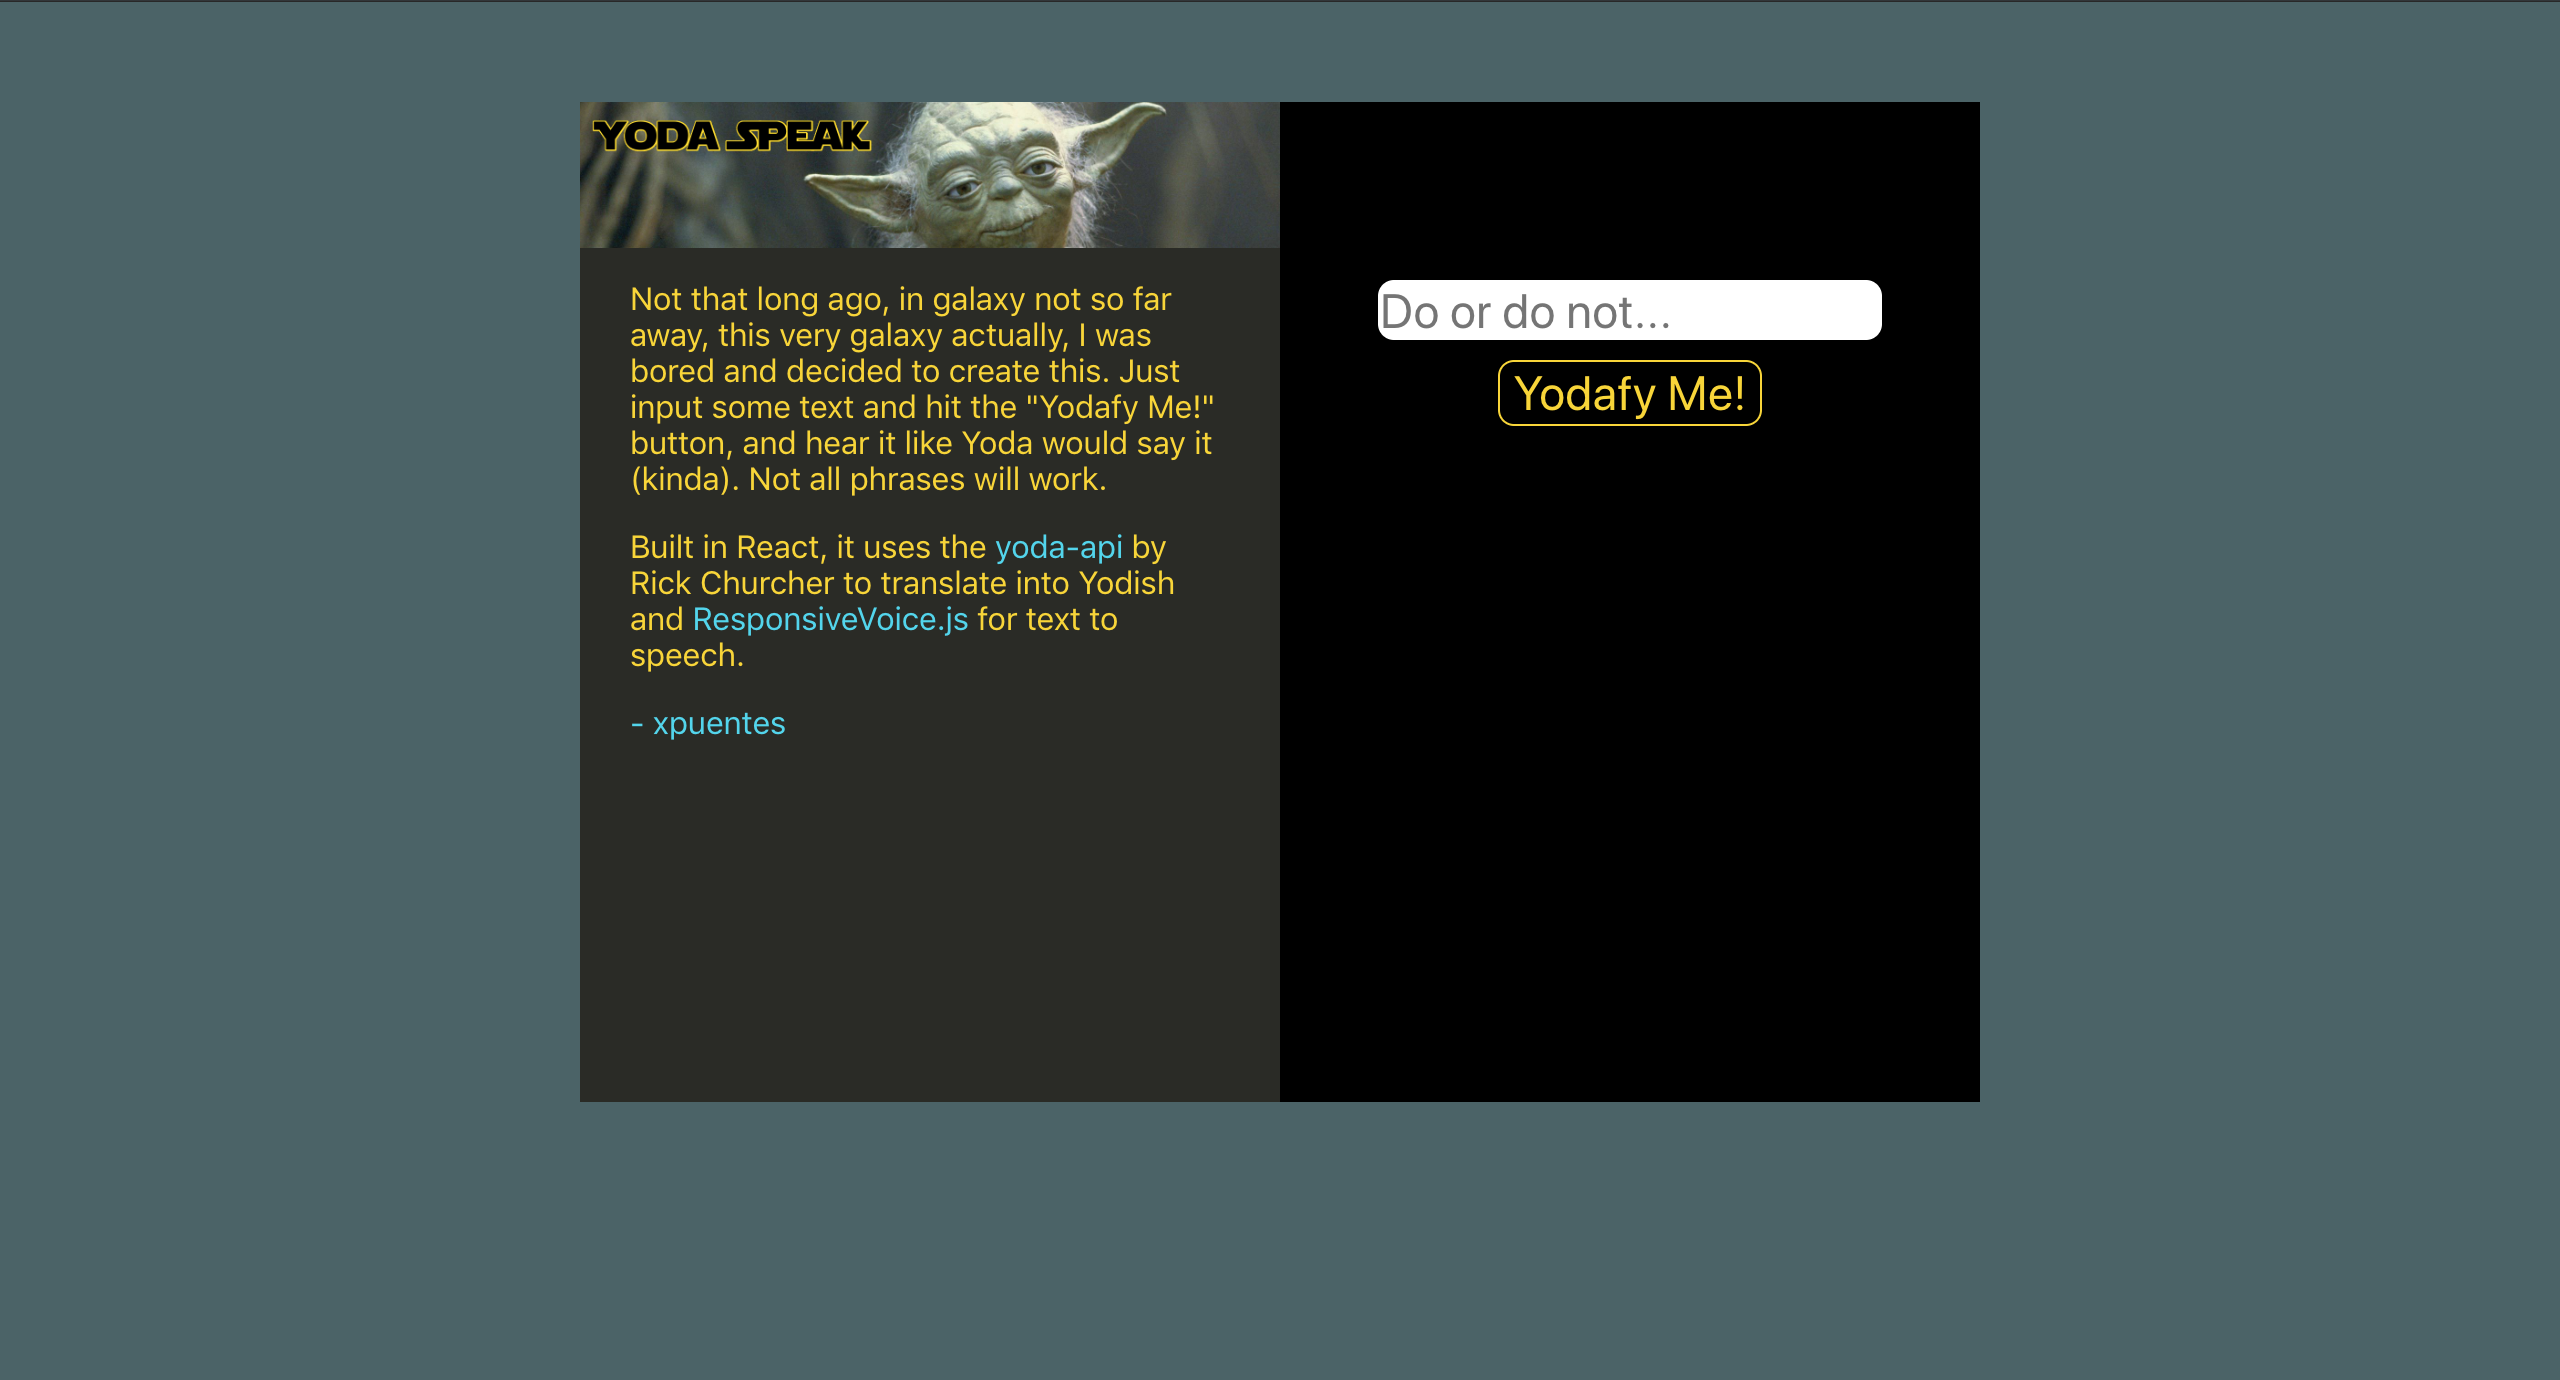 YODA SPEAK
Not that long ago, in galaxy not so far
away, this very galaxy actually, I was
bored and decided to create this. Just
input some text and hit the "Yodafy Me!"
button, and hear it like Yoda would say it
(kinda). Not all phrases will work.
Built in React, it uses the yoda-api by
Rick Churcher to translate into Yodish
and ResponsiveVoice.js for text to
speech.
- xpuentes
Do or do not...
Yodafy Me!